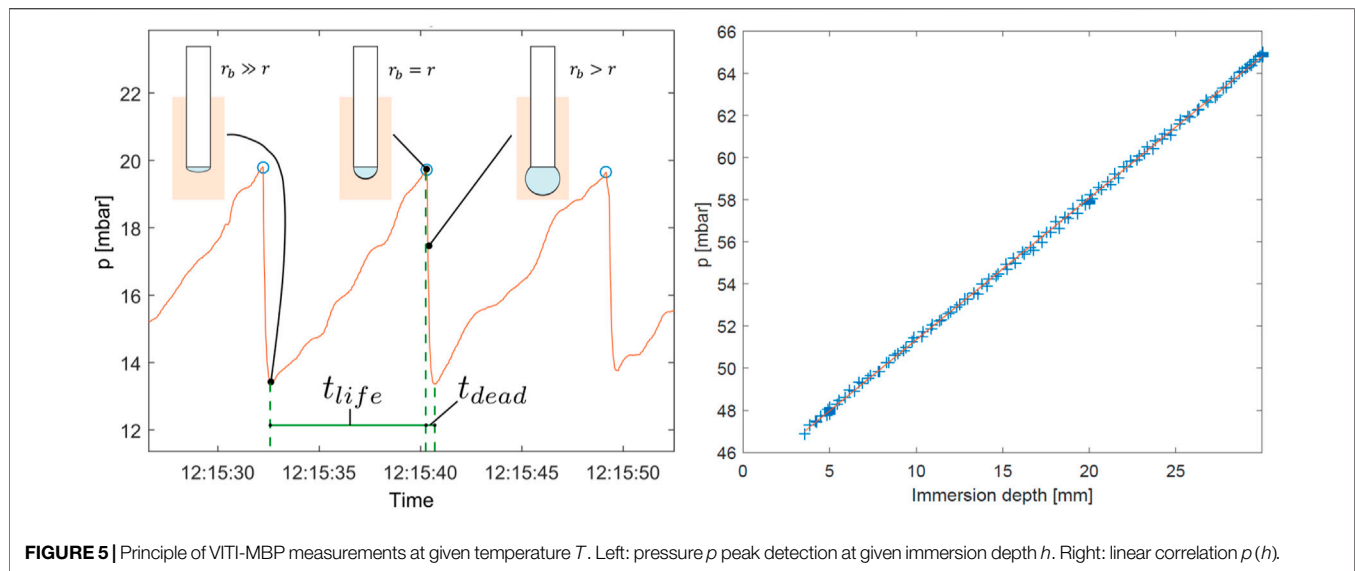 r_b ≫ r
r_b = r
r_b > r
22
20
18
16
14
12
p [mbar]
t_life
t_dead
12:15:30 12:15:35 12:15:40 12:15:45 12:15:50
Time
66
64
62
60
58
56
54
52
50
48
46
p [mbar]
0 5 10 15 20 25
Immersion depth [mm]
FIGURE 5 | Principle of VITI-MBP measurements at given temperature T. Left: pressure p peak detection at given immersion depth h. Right: linear correlation p (h).